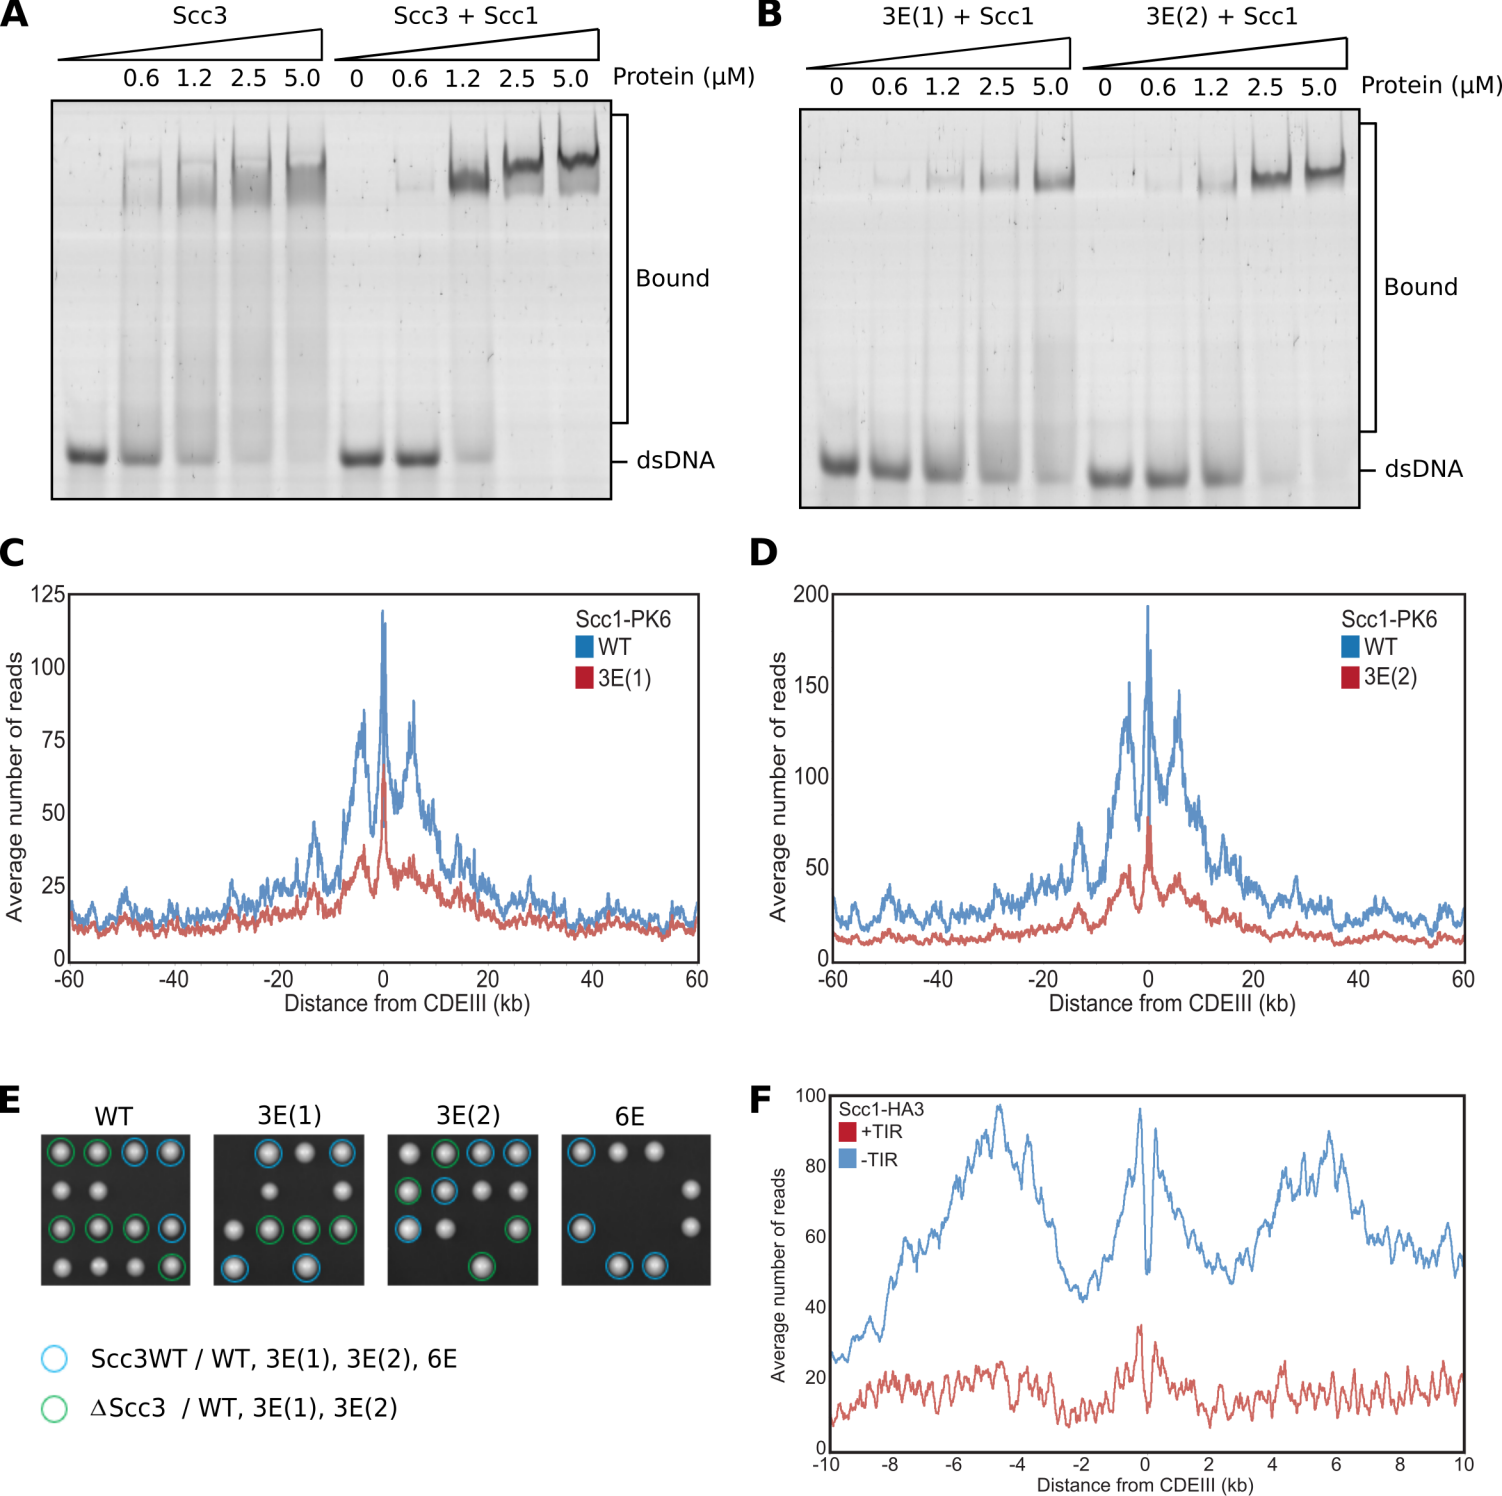 A
Scc3
Scc3 + Scc1
0.6 1.2 2.5 5.0 0 0.6 1.2 2.5 5.0 Protein (µM)
Bound
dsDNA
B
3E(1) + Scc1
3E(2) + Scc1
0 0.6 1.2 2.5 5.0 0 0.6 1.2 2.5 5.0 Protein (µM)
Bound
dsDNA
C
Average number of reads
125
100
75
50
25
0
Scc1-PK6
WT
3E(1)
-60 -40 -20 0 20 40 60
Distance from CDEIII (kb)
D
Average number of reads
200
150
100
50
0
Scc1-PK6
WT
3E(2)
-60 -40 -20 0 20 40 60
Distance from CDEIII (kb)
E
WT 3E(1) 3E(2) 6E
Scc3WT / WT, 3E(1), 3E(2), 6E
ΔScc3 / WT, 3E(1), 3E(2)
F
Average number of reads
100
80
60
40
20
0
Scc1-HA3
+TIR
-TIR
-10 -8 -6 -4 -2 0 2 4 6 8 10
Distance from CDEIII (kb)